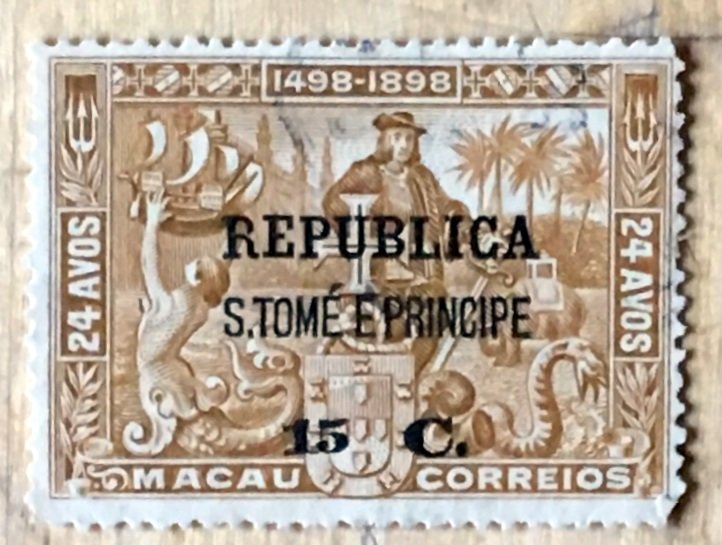 1498-1898
24 AVOS
24 AVOS
REPUBLICA
S.TOMÉ E PRINCIPE
15 C.
MACAU CORREIOS